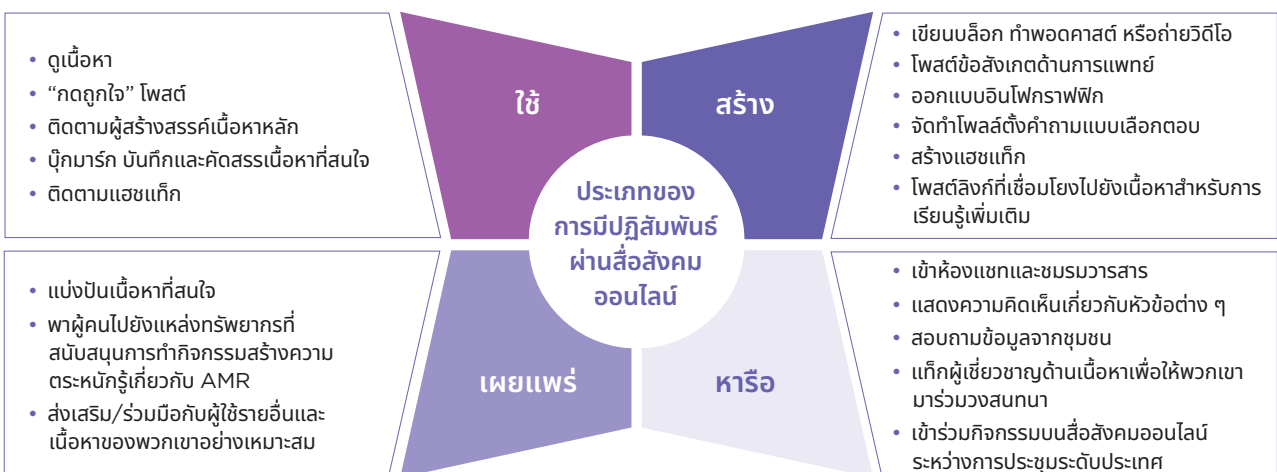 • ดูเนื้อหา
• “กดถูกใจ” โพสต์
• ติดตามผู้สร้างสรรค์เนื้อหาหลัก
• บุ๊กมาร์ก บันทึกและคัดสรรเนื้อหาที่สนใจ
• ติดตามแฮชแท็ก
ใช้
สร้าง
• เขียนบล็อก ทำพอดคาสต์ หรือถ่ายวิดีโอ
• โพสต์ข้อสังเกตด้านการแพทย์
• ออกแบบอินโฟกราฟฟิก
• จัดทำโพลล์ตั้งคำถามแบบเลือกตอบ
• สร้างแฮชแท็ก
• โพสต์ลิงก์ที่เชื่อมโยงไปยังเนื้อหาสำหรับการ
เรียนรู้เพิ่มเติม
ประเภทของ
การมีปฏิสัมพันธ์
ผ่านสื่อสังคม
ออนไลน์
• แบ่งปันเนื้อหาที่สนใจ
• พาผู้คนไปยังแหล่งทรัพยากรที่
สนับสนุนการทำกิจกรรมสร้างความ
ตระหนักรู้เกี่ยวกับ AMR
• ส่งเสริม/ร่วมมือกับผู้ใช้รายอื่นและ
เนื้อหาของพวกเขาอย่างเหมาะสม
เผยแพร่
หารือ
• เข้าห้องแชทและชมรมวารสาร
• แสดงความคิดเห็นเกี่ยวกับหัวข้อต่าง ๆ
• สอบถามข้อมูลจากชุมชน
• แท็กผู้เชี่ยวชาญด้านเนื้อหาเพื่อให้พวกเขา
มาร่วมวงสนทนา
• เข้าร่วมกิจกรรมบนสื่อสังคมออนไลน์
ระหว่างการประชุมระดับประเทศ